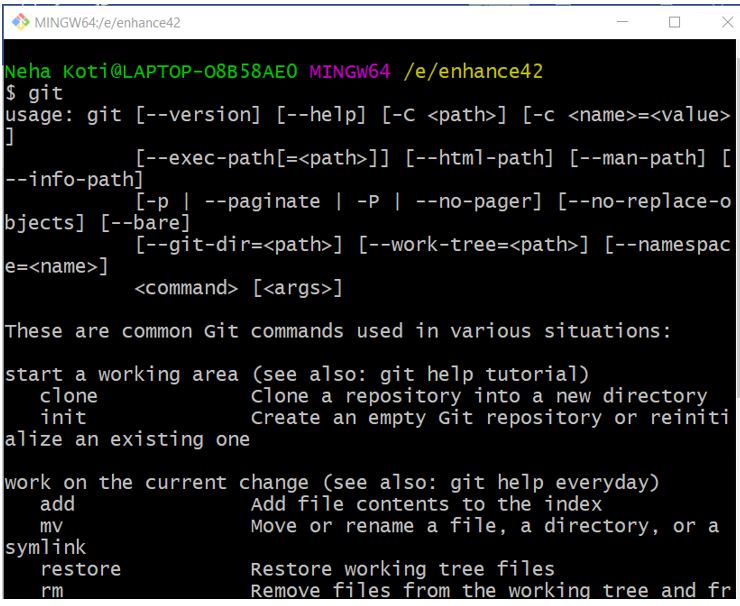 MINGW64:/e/enhance42
Neha Koti@LAPTOP-O8B58AE0 MINGW64 /e/enhance42
$ git
usage: git [--version] [--help] [-C <path>] [-c <name>=<value>
]
           [--exec-path[=<path>]] [--html-path] [--man-path] [
--info-path]
           [-p | --paginate | -P | --no-pager] [--no-replace-o
bjects] [--bare]
           [--git-dir=<path>] [--work-tree=<path>] [--namespac
e=<name>]
           <command> [<args>]
These are common Git commands used in various situations:
start a working area (see also: git help tutorial)
   clone             Clone a repository into a new directory
   init              Create an empty Git repository or reiniti
alize an existing one
work on the current change (see also: git help everyday)
   add               Add file contents to the index
   mv                Move or rename a file, a directory, or a
symlink
   restore           Restore working tree files
   rm                Remove files from the working tree and fr